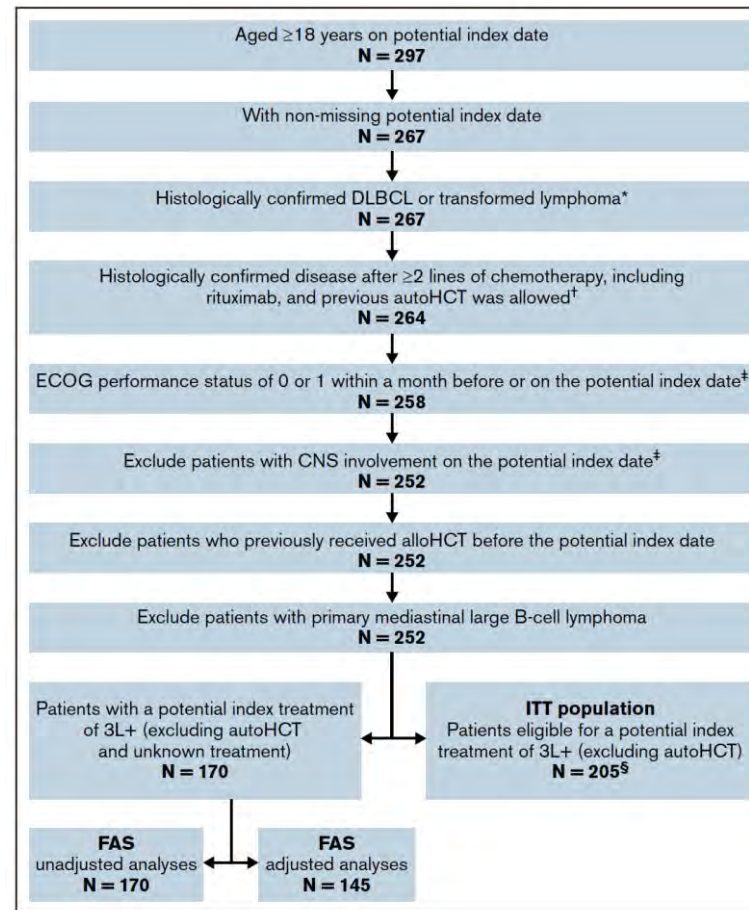 Aged ≥18 years on potential index date
N = 297
With non-missing potential index date
N = 267
Histologically confirmed DLBCL or transformed lymphoma*
N = 267
Histologically confirmed disease after ≥2 lines of chemotherapy, including
rituximab, and previous autoHCT was allowed†
N = 264
ECOG performance status of 0 or 1 within a month before or on the potential index date‡
N = 258
Exclude patients with CNS involvement on the potential index date‡
N = 252
Exclude patients who previously received alloHCT before the potential index date
N = 252
Exclude patients with primary mediastinal large B-cell lymphoma
N = 252
Patients with a potential index treatment
of 3L+ (excluding autoHCT
and unknown treatment)
N = 170
ITT population
Patients eligible for a potential index
treatment of 3L+ (excluding autoHCT)
N = 205§
FAS
unadjusted analyses
N = 170
FAS
adjusted analyses
N = 145